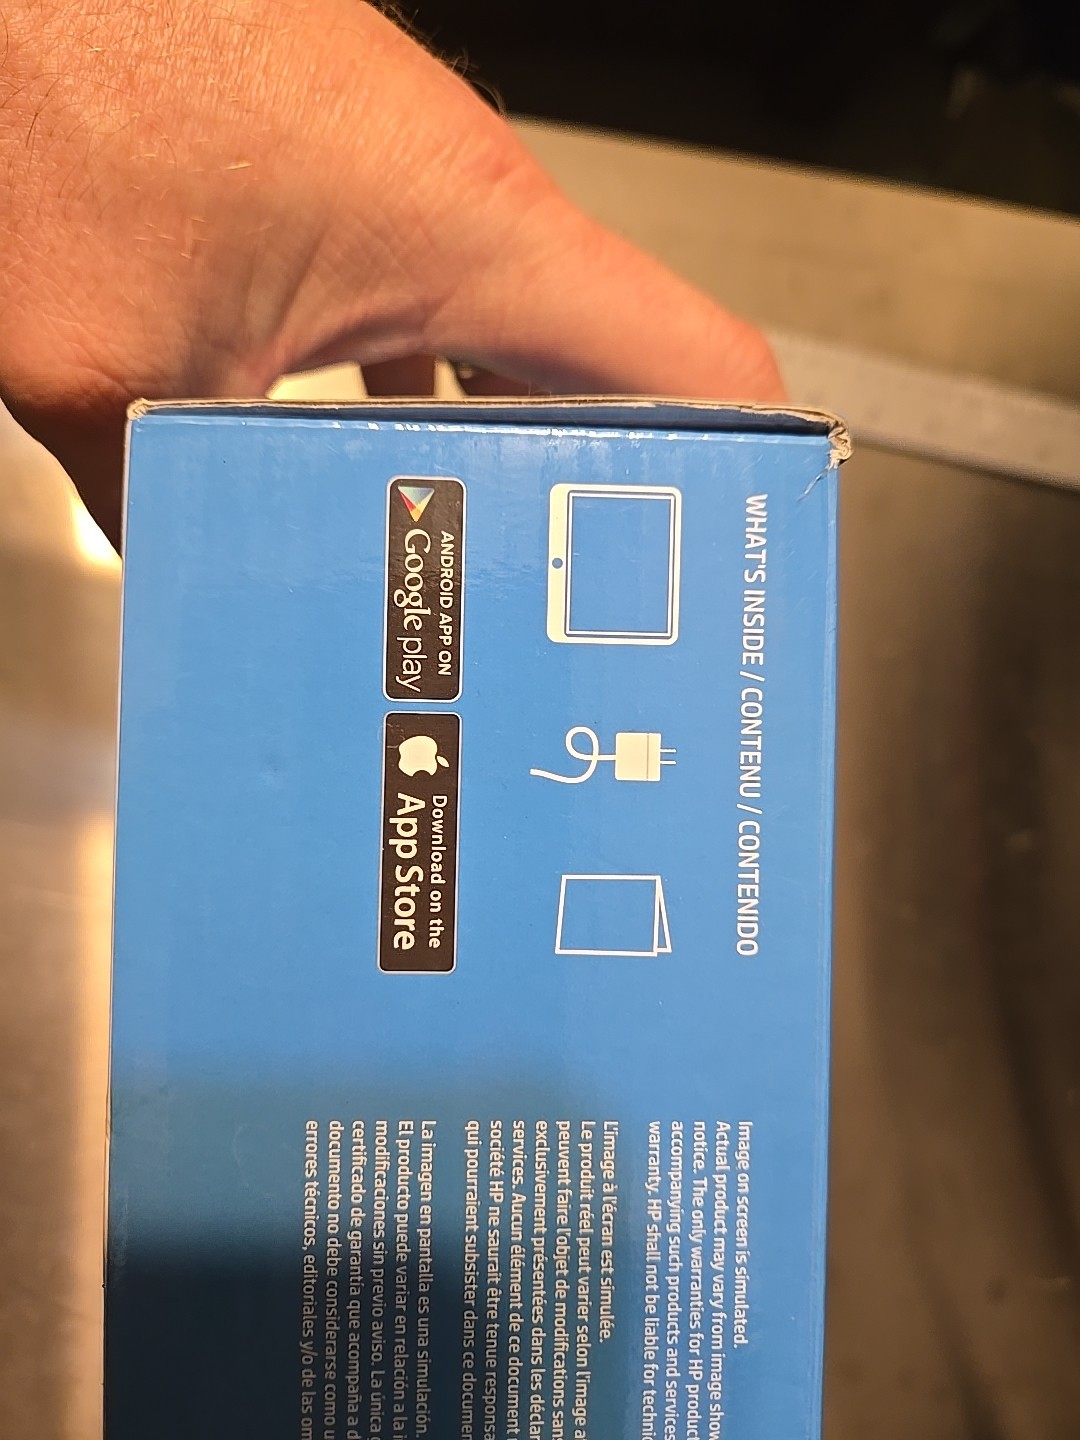 WHAT'S INSIDE / CONTENU / CONTENIDO
ANDROID APP ON
Google play
Download on the
App Store
Image on screen is simulated.
Actual product may vary from image show
notice. The only warranties for HP product
accompanying such products and services
warranty. HP shall not be liable for technic
L'image à l'écran est simulée.
Le produit réel peut varier selon l'image a
peuvent faire l'objet de modifications sans
exclusivement présentées dans les déclar
services. Aucun élément de ce document
société HP ne saurait être tenue responsa
qui pourraient subsister dans ce documen
La imagen en pantalla es una simulación.
El producto puede variar en relación a la
modificaciones sin previo aviso. La única
certificado de garantía que acompaña a d
documento no debe considerarse como u
errores técnicos, editoriales y/o de las om